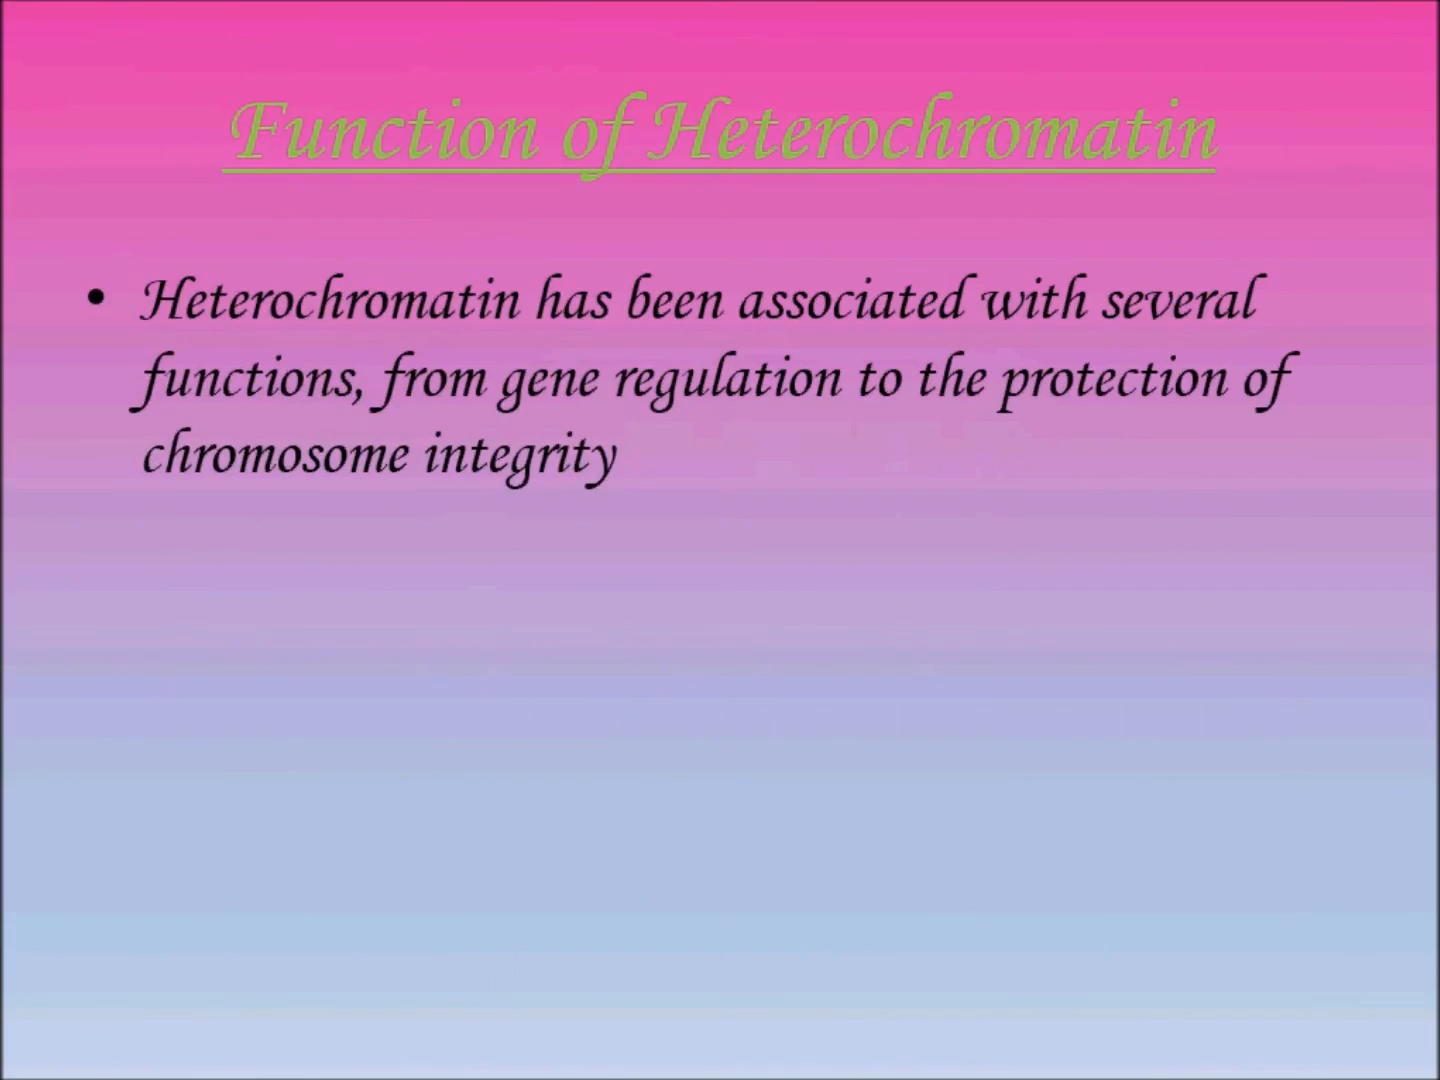 Function of Heterochromatin
• Heterochromatin has been associated with several
functions, from gene regulation to the protection of
chromosome integrity